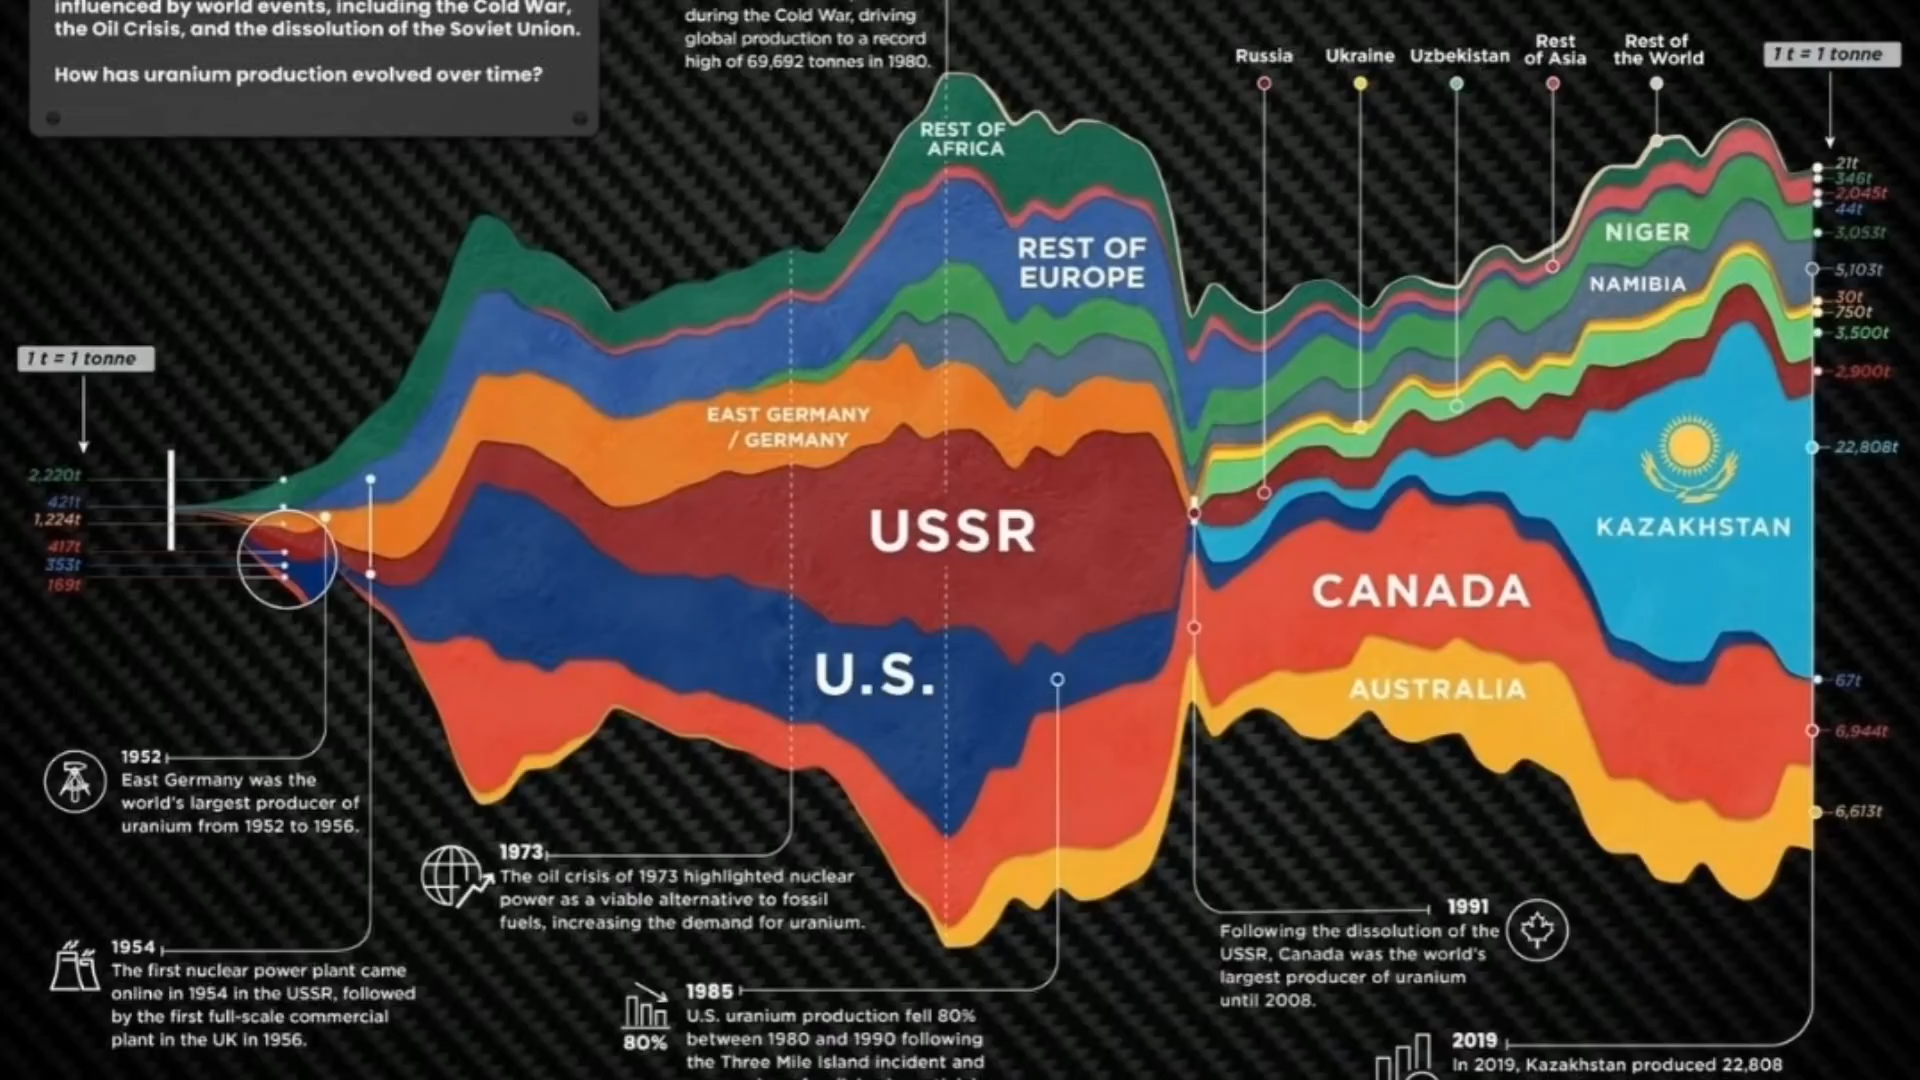 influenced by world events, including the Cold War,
the Oil Crisis, and the dissolution of the Soviet Union.
How has uranium production evolved over time?
during the Cold War, driving
global production to a record
high of 69,692 tonnes in 1980.
Russia
Ukraine
Uzbekistan
Rest
of Asia
Rest of
the World
1 t = 1 tonne
REST OF
AFRICA
REST OF
EUROPE
EAST GERMANY
/ GERMANY
USSR
U.S.
NIGER
NAMIBIA
KAZAKHSTAN
CANADA
AUSTRALIA
21t
346t
2,045t
44t
3,053t
5,103t
30t
750t
3,500t
2,900t
22,808t
67t
6,944t
6,613t
1 t = 1 tonne
2,220t
421t
1,224t
417t
353t
169t
1952
East Germany was the
world's largest producer of
uranium from 1952 to 1956.
1954
The first nuclear power plant came
online in 1954 in the USSR, followed
by the first full-scale commercial
plant in the UK in 1956.
1973
The oil crisis of 1973 highlighted nuclear
power as a viable alternative to fossil
fuels, increasing the demand for uranium.
80%
1985
U.S. uranium production fell 80%
between 1980 and 1990 following
the Three Mile Island incident and
1991
Following the dissolution of the
USSR, Canada was the world's
largest producer of uranium
until 2008.
2019
In 2019, Kazakhstan produced 22,808